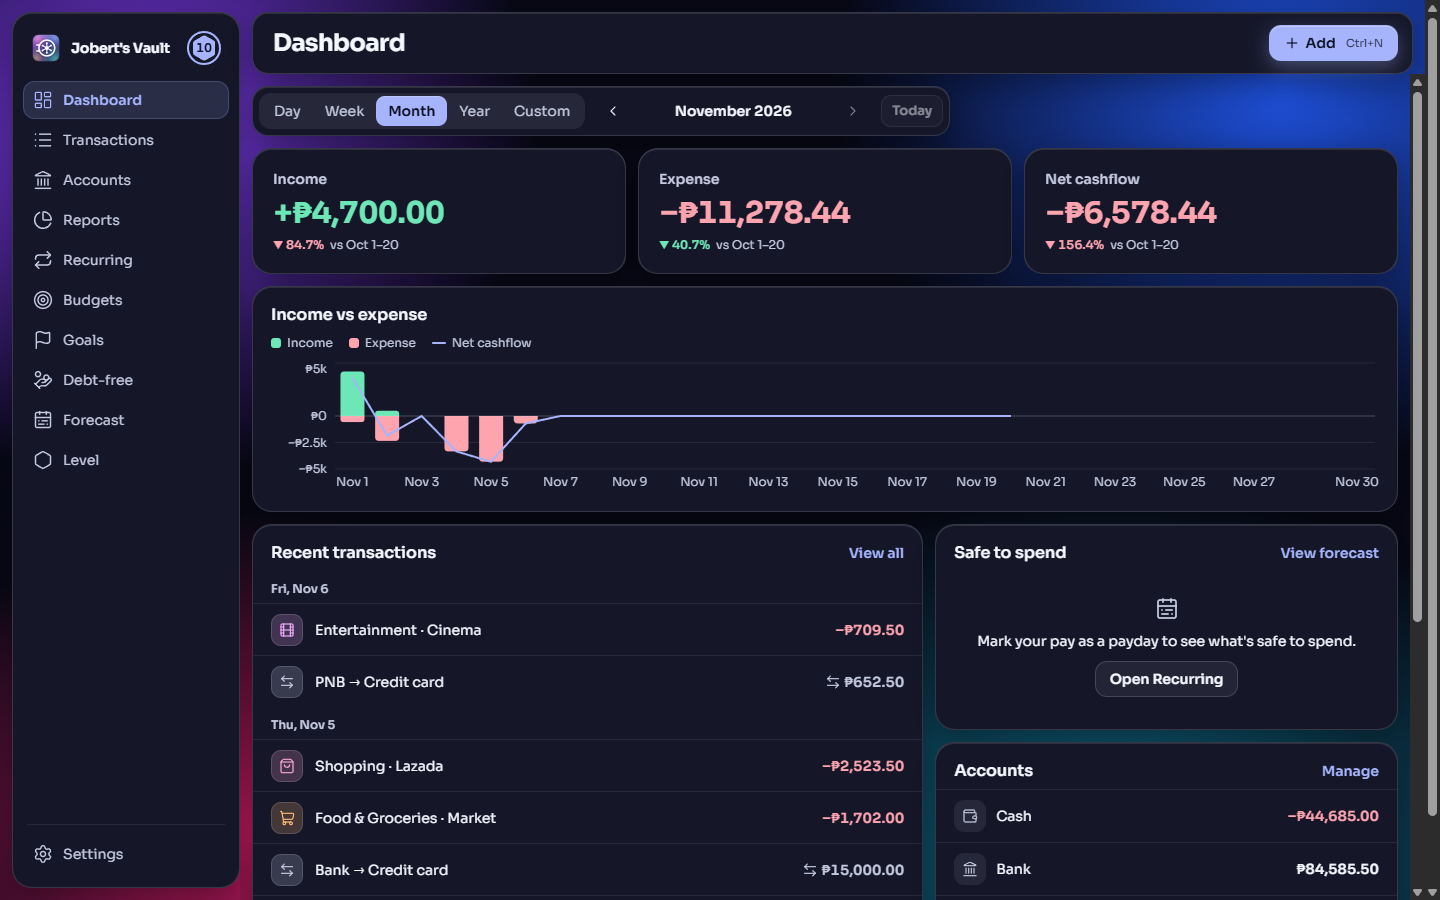 Jobert's Vault
10
Dashboard
Transactions
Accounts
Reports
Recurring
Budgets
Goals
Debt-free
Forecast
Level
Settings
Dashboard
+ Add Ctrl+N
Day Week Month Year Custom
November 2026
Today
Income
+₱4,700.00
▼ 84.7% vs Oct 1–20
Expense
−₱11,278.44
▼ 40.7% vs Oct 1–20
Net cashflow
−₱6,578.44
▼ 156.4% vs Oct 1–20
Income vs expense
Income Expense Net cashflow
₱5k
₱0
−₱2.5k
−₱5k
Nov 1 Nov 3 Nov 5 Nov 7 Nov 9 Nov 11 Nov 13 Nov 15 Nov 17 Nov 19 Nov 21 Nov 23 Nov 25 Nov 27 Nov 30
Recent transactions View all
Fri, Nov 6
Entertainment · Cinema −₱709.50
PNB → Credit card ₱652.50
Thu, Nov 5
Shopping · Lazada −₱2,523.50
Food & Groceries · Market −₱1,702.00
Bank → Credit card ₱15,000.00
Safe to spend View forecast
Mark your pay as a payday to see what's safe to spend.
Open Recurring
Accounts Manage
Cash −₱44,685.00
Bank ₱84,585.50